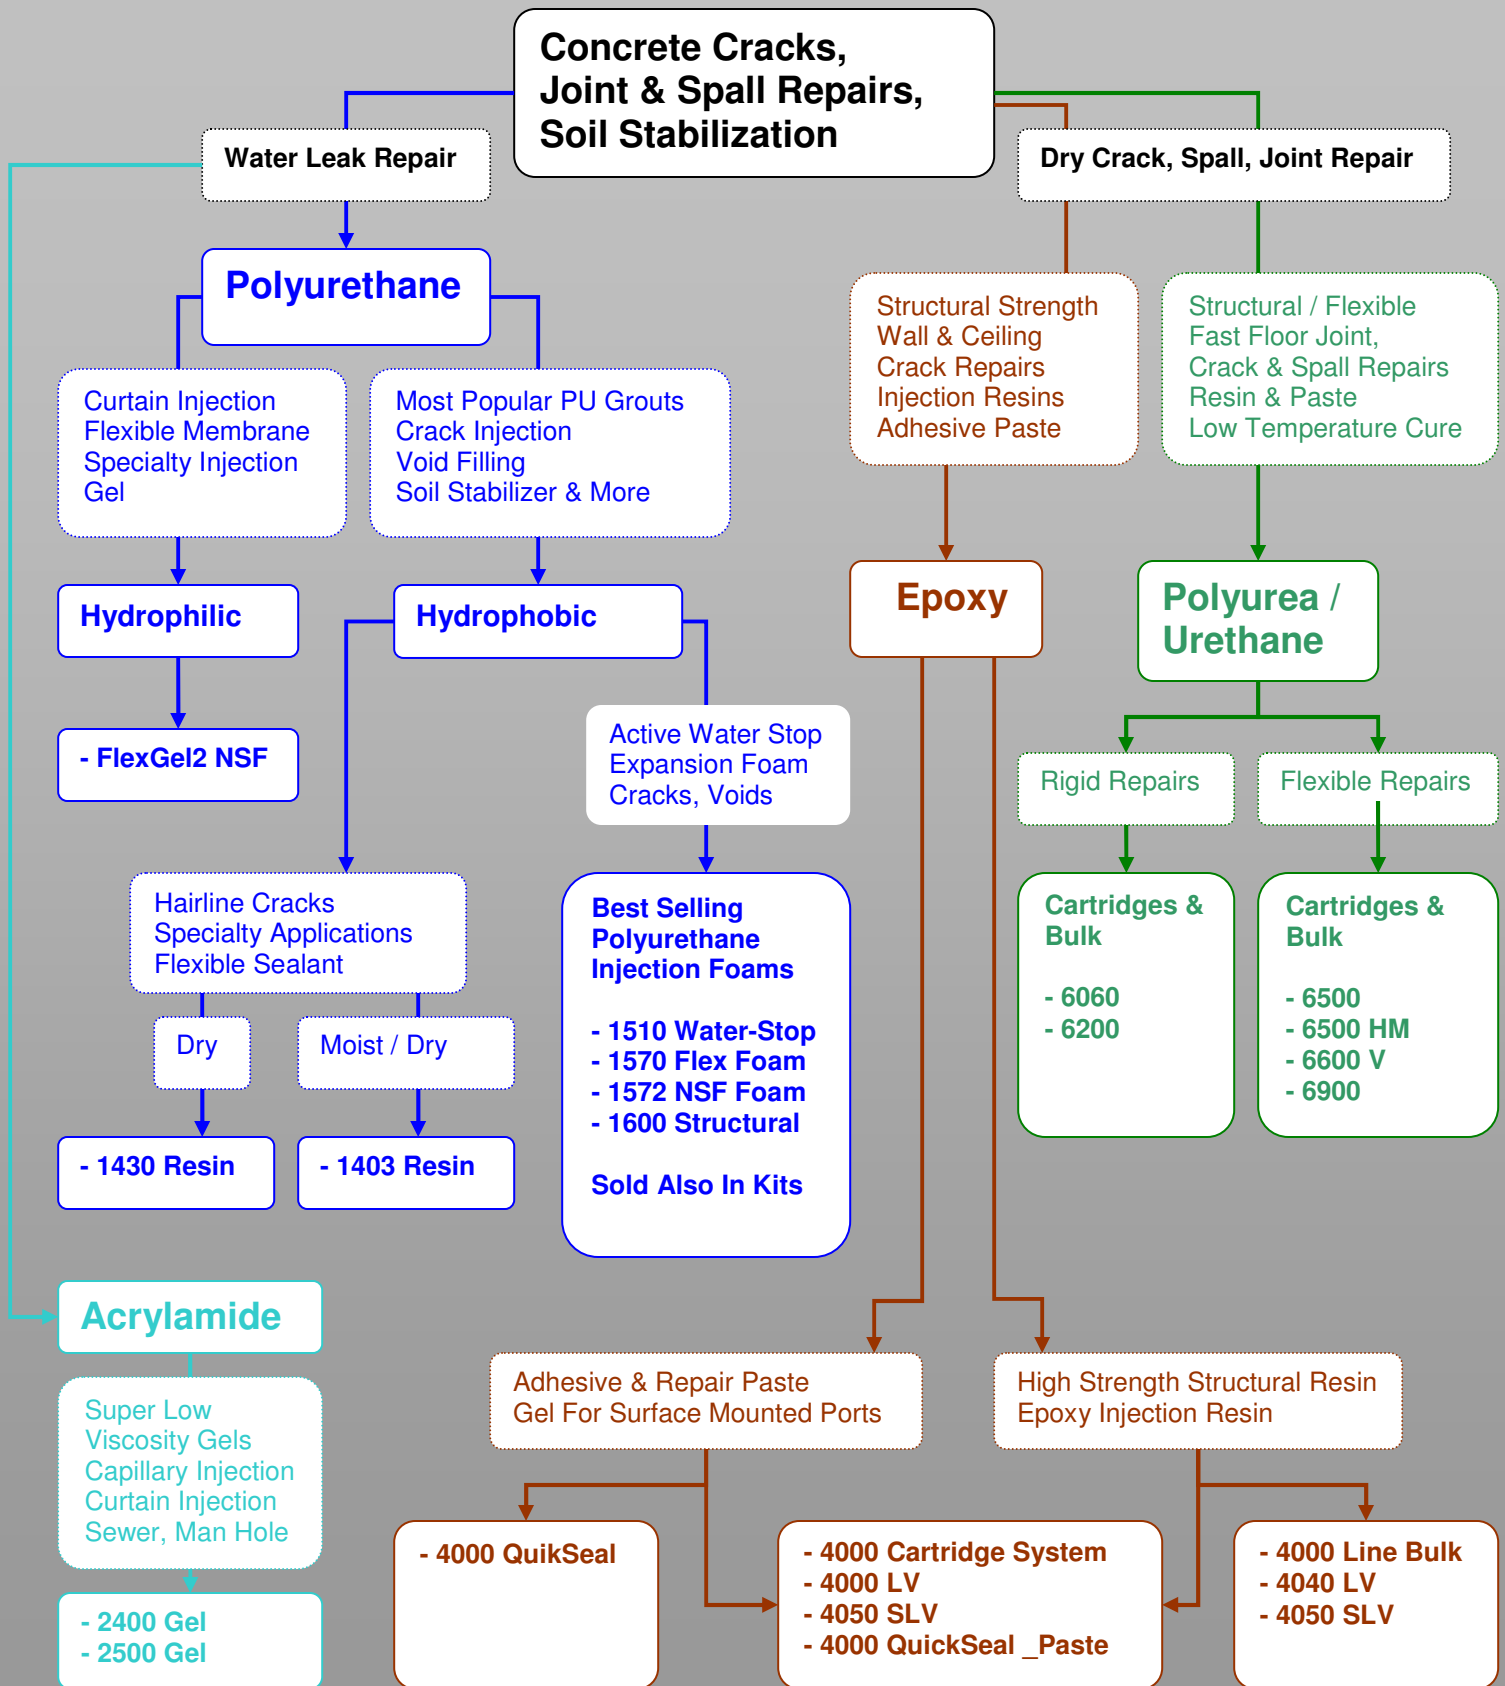 Concrete Cracks,
Joint & Spall Repairs,
Soil Stabilization
Water Leak Repair
Dry Crack, Spall, Joint Repair
Polyurethane
Curtain Injection
Flexible Membrane
Specialty Injection
Gel
Most Popular PU Grouts
Crack Injection
Void Filling
Soil Stabilizer & More
Structural Strength
Wall & Ceiling
Crack Repairs
Injection Resins
Adhesive Paste
Structural / Flexible
Fast Floor Joint,
Crack & Spall Repairs
Resin & Paste
Low Temperature Cure
Hydrophilic
Hydrophobic
Epoxy
Polyurea /
Urethane
- FlexGel2 NSF
Active Water Stop
Expansion Foam
Cracks, Voids
Rigid Repairs
Flexible Repairs
Hairline Cracks
Specialty Applications
Flexible Sealant
Dry
Moist / Dry
- 1430 Resin
- 1403 Resin
Best Selling
Polyurethane
Injection Foams
- 1510 Water-Stop
- 1570 Flex Foam
- 1572 NSF Foam
- 1600 Structural
Sold Also In Kits
Cartridges &
Bulk
- 6060
- 6200
Cartridges &
Bulk
- 6500
- 6500 HM
- 6600 V
- 6900
Acrylamide
Super Low
Viscosity Gels
Capillary Injection
Curtain Injection
Sewer, Man Hole
- 2400 Gel
- 2500 Gel
Adhesive & Repair Paste
Gel For Surface Mounted Ports
High Strength Structural Resin
Epoxy Injection Resin
- 4000 QuikSeal
- 4000 Cartridge System
- 4000 LV
- 4050 SLV
- 4000 QuickSeal _Paste
- 4000 Line Bulk
- 4040 LV
- 4050 SLV